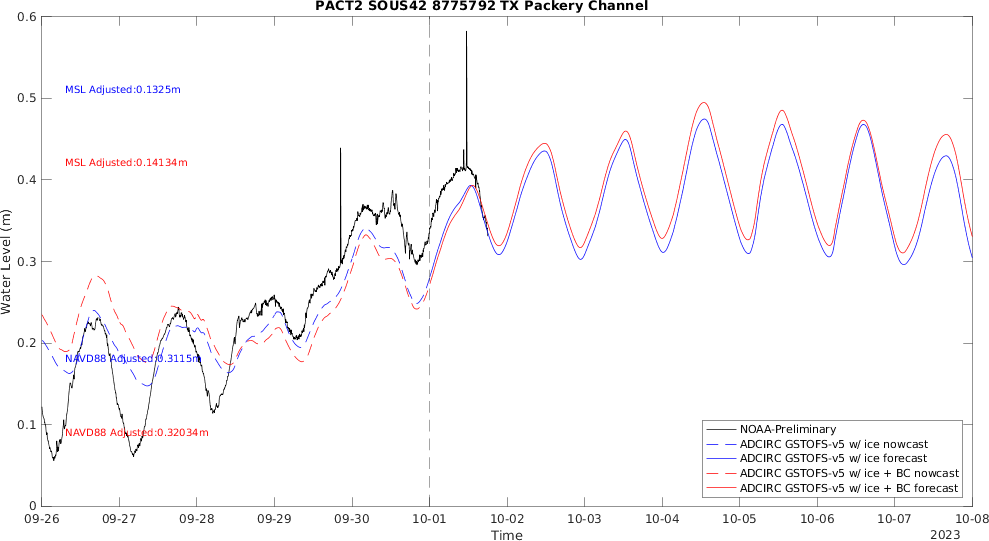 PACT2 SOUS42 8775792 TX Packery Channel
0.6
0.5
0.4
0.3
0.2
0.1
0
Water Level (m)
MSL Adjusted:0.1325m
MSL Adjusted:0.14134m
NAVD88 Adjusted:0.3115m
NAVD88 Adjusted:0.32034m
NOAA-Preliminary
ADCIRC GSTOFS-v5 w/ ice nowcast
ADCIRC GSTOFS-v5 w/ ice forecast
ADCIRC GSTOFS-v5 w/ ice + BC nowcast
ADCIRC GSTOFS-v5 w/ ice + BC forecast
09-26 09-27 09-28 09-29 09-30 10-01 10-02 10-03 10-04 10-05 10-06 10-07 10-08
Time
2023